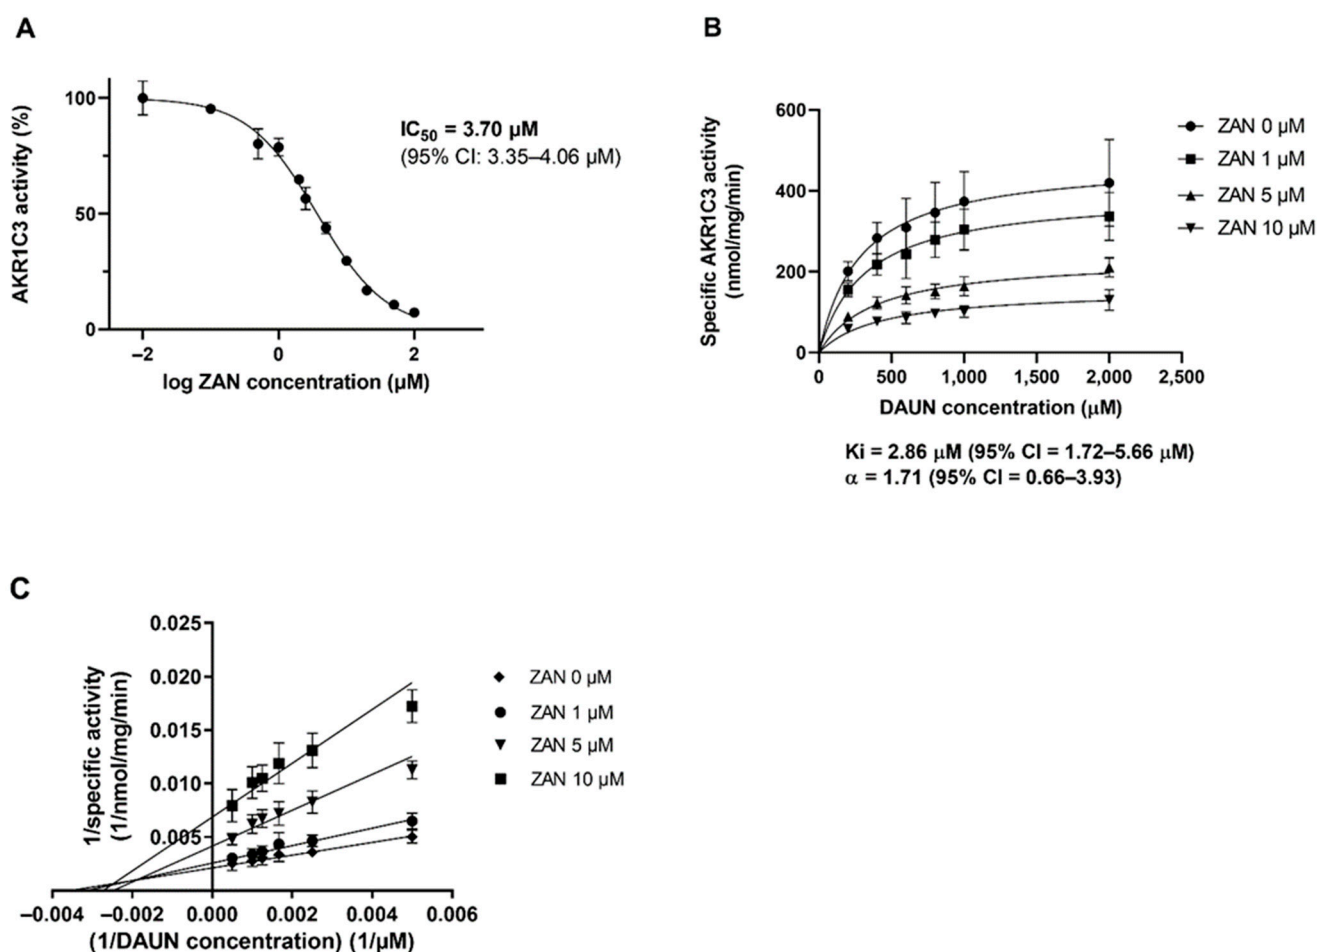 A
AKR1C3 activity (%)
100
50
0
−2
0
2
log ZAN concentration (µM)
IC50 = 3.70 µM
(95% CI: 3.35–4.06 µM)
B
Specific AKR1C3 activity
(nmol/mg/min)
600
400
200
0
0
500
1,000
1,500
2,000
2,500
DAUN concentration (µM)
ZAN 0 µM
ZAN 1 µM
ZAN 5 µM
ZAN 10 µM
Ki = 2.86 µM (95% CI = 1.72–5.66 µM)
α = 1.71 (95% CI = 0.66–3.93)
C
1/specific activity
(1/nmol/mg/min)
0.025
0.020
0.015
0.010
0.005
−0.004
−0.002
0.000
0.002
0.004
0.006
(1/DAUN concentration) (1/µM)
ZAN 0 µM
ZAN 1 µM
ZAN 5 µM
ZAN 10 µM